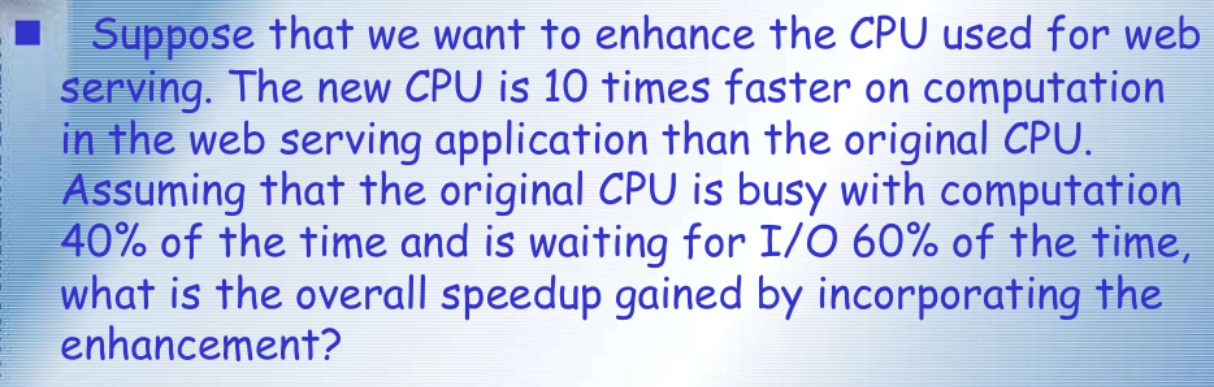 Suppose that we want to enhance the CPU used for web
serving. The new CPU is 10 times faster on computation
in the web serving application than the original CPU.
Assuming that the original CPU is busy with computation
40% of the time and is waiting for I/O 60% of the time,
what is the overall speedup gained by incorporating the
enhancement?